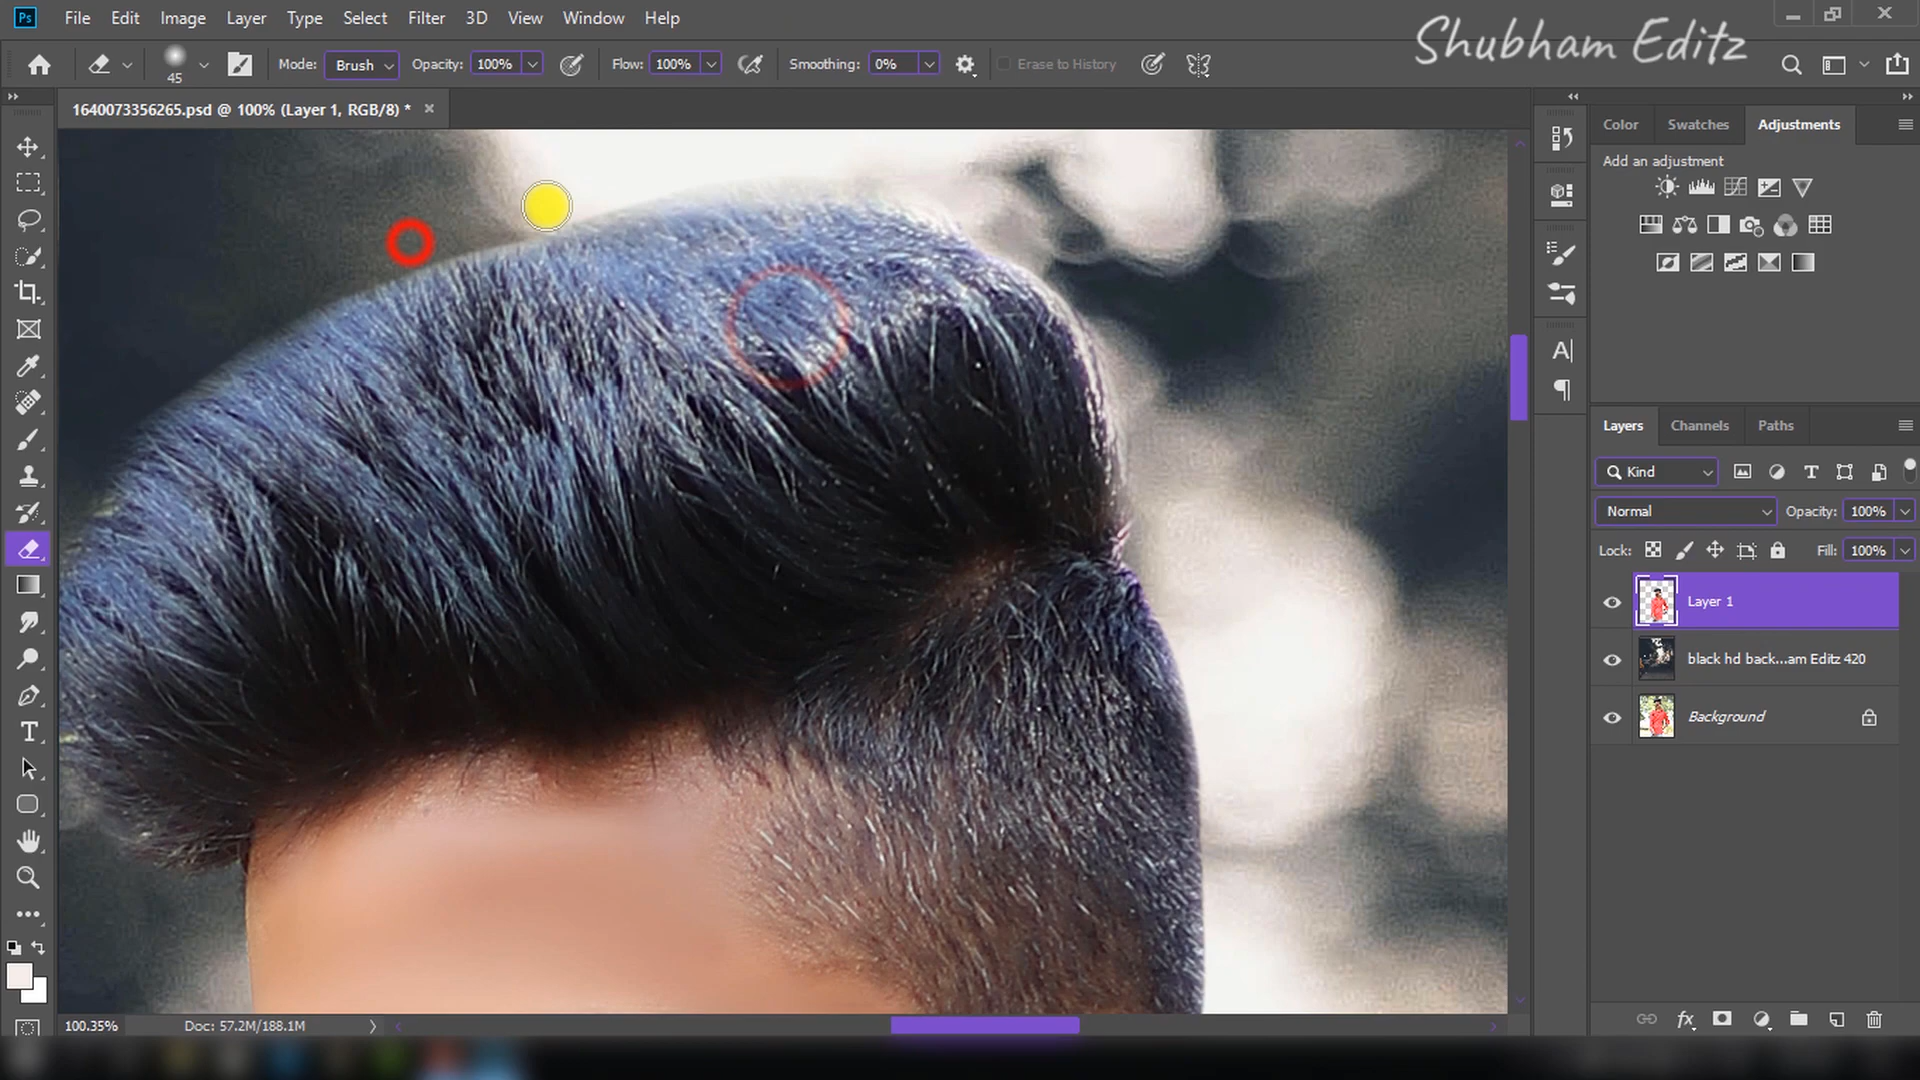 Ps File Edit Image Layer Type Select Filter 3D View Window Help
Shubham Editz
45 Mode: Brush Opacity: 100% Flow: 100% Smoothing: 0% Erase to History
1640073356265.psd @ 100% (Layer 1, RGB/8) *
Color Swatches Adjustments
Add an adjustment
Layers Channels Paths
Kind
Normal Opacity: 100%
Lock: Fill: 100%
Layer 1
black hd back...am Editz 420
Background
100.35% Doc: 57.2M/188.1M